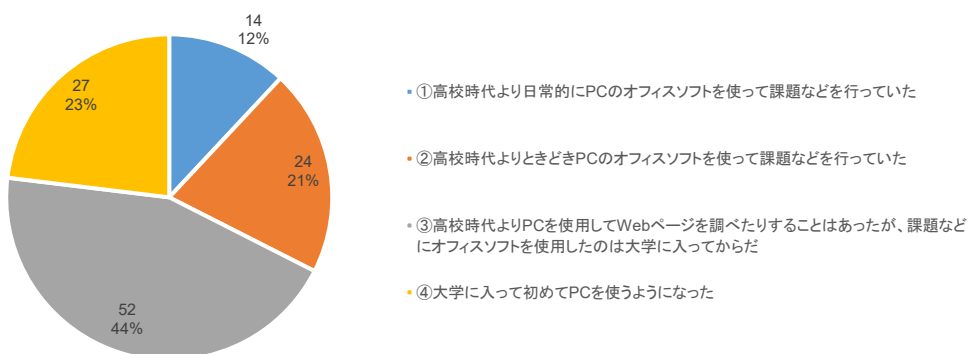 14
12%
27
23%
24
21%
52
44%
①高校時代より日常的にPCのオフィスソフトを使って課題などを行っていた
②高校時代よりときどきPCのオフィスソフトを使って課題などを行っていた
③高校時代よりPCを使用してWebページを調べたりすることはあったが、課題など
にオフィスソフトを使用したのは大学に入ってからだ
④大学に入って初めてPCを使うようになった